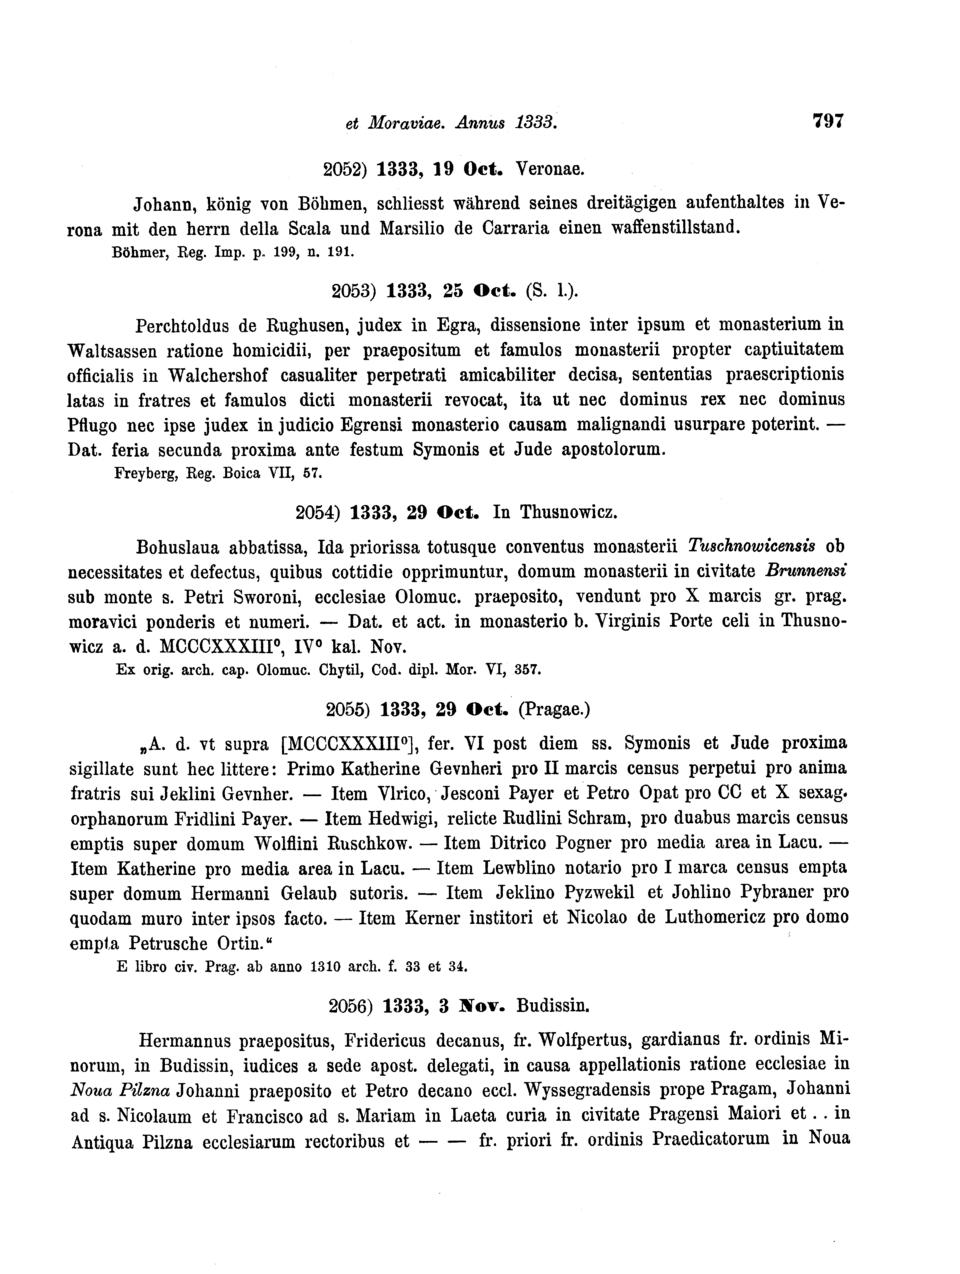 et Moraviae. Annus 1333. 797
2052) 1333, 19 Oct. Veronae.
Johann, könig von Böhmen, schliesst während seines dreitägigen aufenthaltes in Ve-
rona mit den herrn della Scala und Marsilio de Carraria einen waffenstillstand.
Böhmer, Reg. Imp. p. 199, n. 191.
2053) 1333, 25 Oct. (S. l.).
Perchtoldus de Rughusen, judex in Egra, dissensione inter ipsum et monasterium in
Waltsassen ratione homicidii, per praepositum et famulos monasterii propter captiuitatem
officialis in Walchershof casualiter perpetrati amicabiliter decisa, sententias praescriptionis
latas in fratres et famulos dicti monasterii revocat, ita ut nec dominus rex nec dominus
Pflugo nec ipse judex in judicio Egrensi monasterio causam malignandi usurpare poterint. —
Dat. feria secunda proxima ante festum Symonis et Jude apostolorum.
Freyberg, Reg. Boica VII, 57.
2054) 1333, 29 Oct. In Thusnowicz.
Bohuslaua abbatissa, Ida priorissa totusque conventus monasterii Tuschnowicensis ob
necessitates et defectus, quibus cottidie opprimuntur, domum monasterii in civitate Brunnensi
sub monte s. Petri Sworoni, ecclesiae Olomuc. praeposito, vendunt pro X marcis gr. prag.
moravici ponderis et numeri. — Dat. et act. in monasterio b. Virginis Porte celi in Thusno-
wicz a. d. MCCCXXXIII⁰, IV⁰ kal. Nov.
Ex orig. arch. cap. Olomuc. Chytil, Cod. dipl. Mor. VI, 357.
2055) 1333, 29 Oct. (Pragae.)
„A. d. vt supra [MCCCXXXIII⁰], fer. VI post diem ss. Symonis et Jude proxima
sigillate sunt hec littere: Primo Katherine Gevnheri pro II marcis census perpetui pro anima
fratris sui Jeklini Gevnher. — Item Vlrico, Jesconi Payer et Petro Opat pro CC et X sexag.
orphanorum Fridlini Payer. — Item Hedwigi, relicte Rudlini Schram, pro duabus marcis census
emptis super domum Wolflini Ruschkow. — Item Ditrico Pogner pro media area in Lacu. —
Item Katherine pro media area in Lacu. — Item Lewblino notario pro I marca census empta
super domum Hermanni Gelaub sutoris. — Item Jeklino Pyzwekil et Johlino Pybraner pro
quodam muro inter ipsos facto. — Item Kerner institori et Nicolao de Luthomericz pro domo
empta Petrusche Ortin.“
E libro civ. Prag. ab anno 1310 arch. f. 33 et 34.
2056) 1333, 3 Nov. Budissin.
Hermannus praepositus, Fridericus decanus, fr. Wolfpertus, gardianus fr. ordinis Mi-
norum, in Budissin, iudices a sede apost. delegati, in causa appellationis ratione ecclesiae in
Noua Pilzna Johanni praeposito et Petro decano eccl. Wyssegradensis prope Pragam, Johanni
ad s. Nicolaum et Francisco ad s. Mariam in Laeta curia in civitate Pragensi Maiori et . . in
Antiqua Pilzna ecclesiarum rectoribus et — — fr. priori fr. ordinis Praedicatorum in Noua